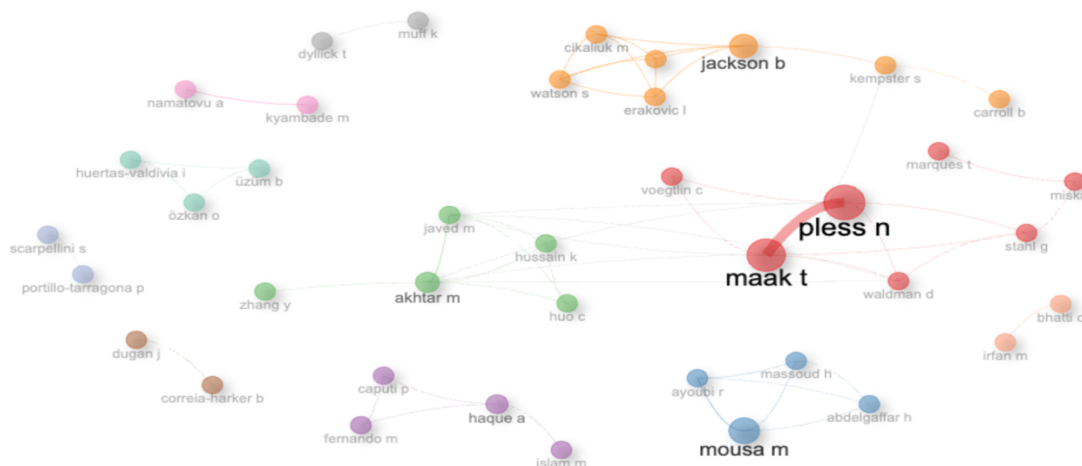 muff k
dyllick t
cikaliuk m
jackson b
watson s
erakovic l
kempster s
carroll b
namatovu a
kyambade m
marques t
huertas-valdivia i
üzüm b
voegtlin c
özkan o
javed m
pless n
scarpellini s
hussain k
stahl g
maak t
portillo-tarragona p
zhang y
akhtar m
waldman d
huo c
irfan m
dugan j
correia-harker b
caputi p
massoud h
ayoubi r
haque a
abdelgaffar h
fernando m
mousa m
islam m